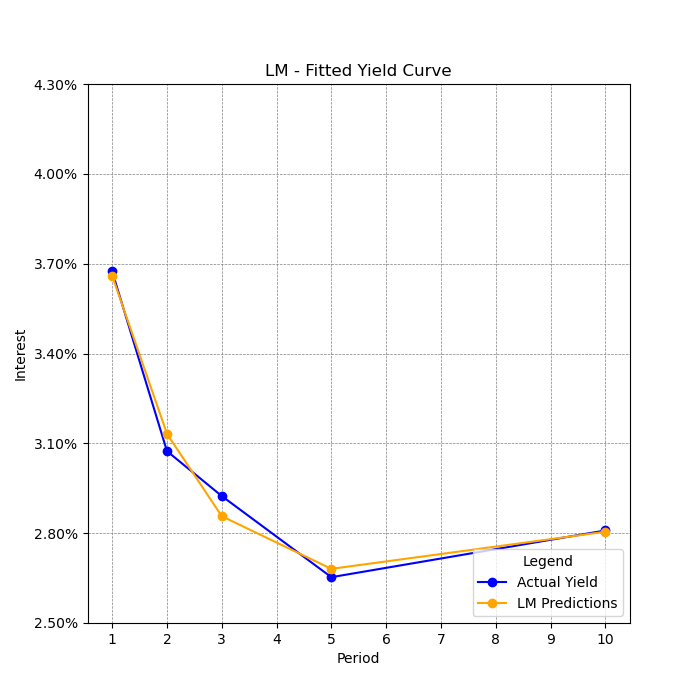 LM - Fitted Yield Curve
4.30%
4.00%
3.70%
3.40%
3.10%
2.80%
2.50%
Interest
1 2 3 4 5 6 7 8 9 10
Period
Legend
Actual Yield
LM Predictions